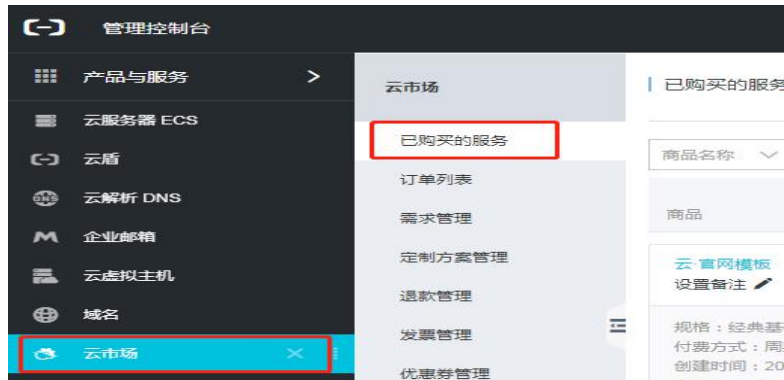 管理控制台
产品与服务
云服务器 ECS
云盾
云解析 DNS
企业邮箱
云虚拟主机
域名
云市场
云市场
已购买的服务
订单列表
需求管理
定制方案管理
退款管理
发票管理
优惠券管理
已购买的服务
商品名称
商品
云·官网模板
设置备注
规格：经典基
付费方式：周
创建时间：20